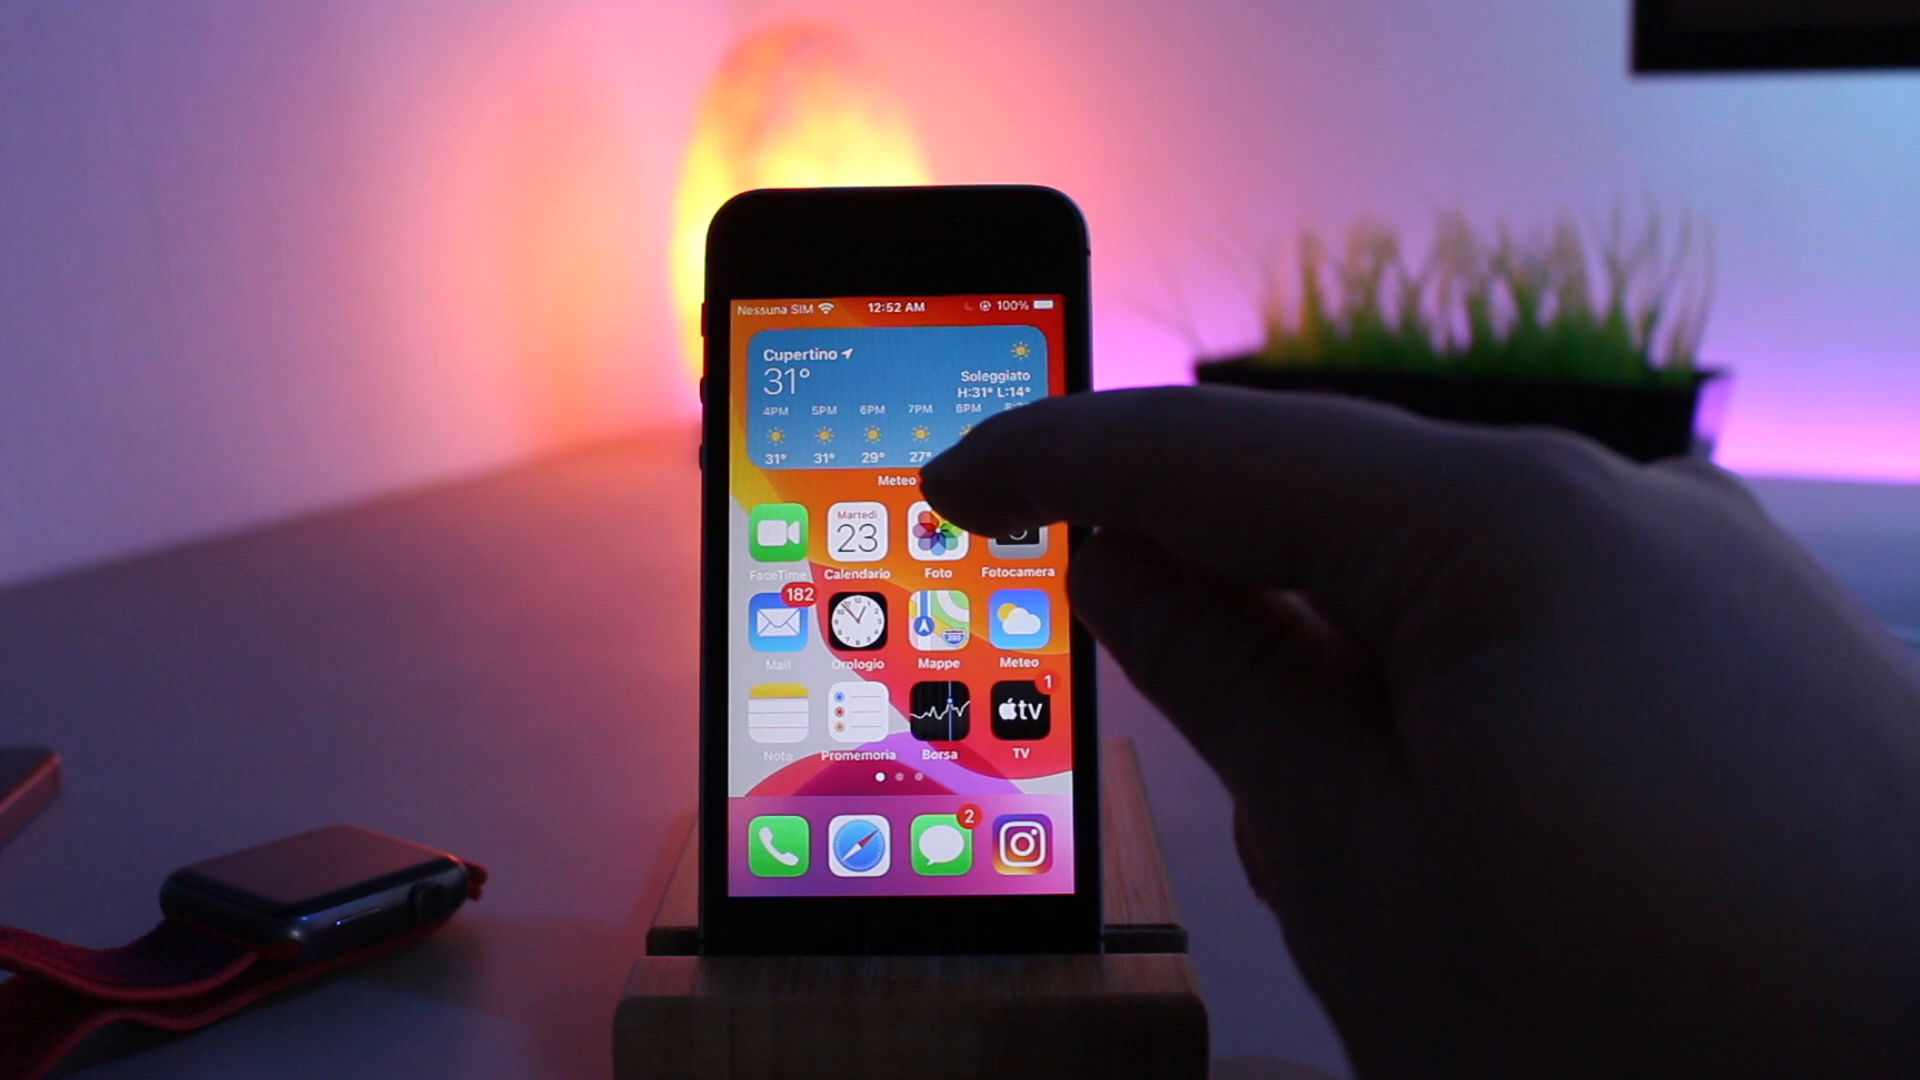 Nessuna SIM 12:52 AM 100%
Cupertino
31°
Soleggiato
H:31° L:14°
4PM 5PM 6PM 7PM 8PM
31° 31° 29° 27°
Meteo
Martedì
23
FaceTime Calendario Foto Fotocamera
182
Mail Orologio Mappe Meteo
1
tv
Note Promemoria Borsa TV
2